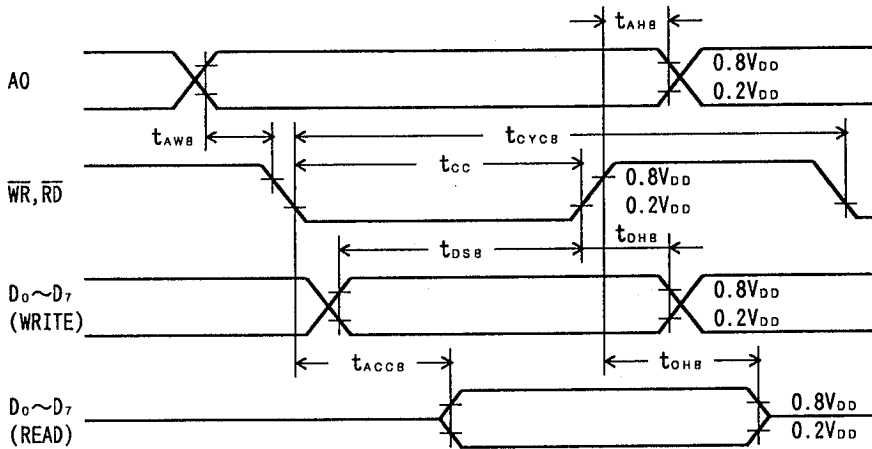 tAH8
A0
0.8VDD
0.2VDD
tAW8
tCYC8
tCC
WR,RD
0.8VDD
0.2VDD
tDS8
tDH8
D0~D7
(WRITE)
0.8VDD
0.2VDD
tACC8
tOH8
D0~D7
(READ)
0.8VDD
0.2VDD